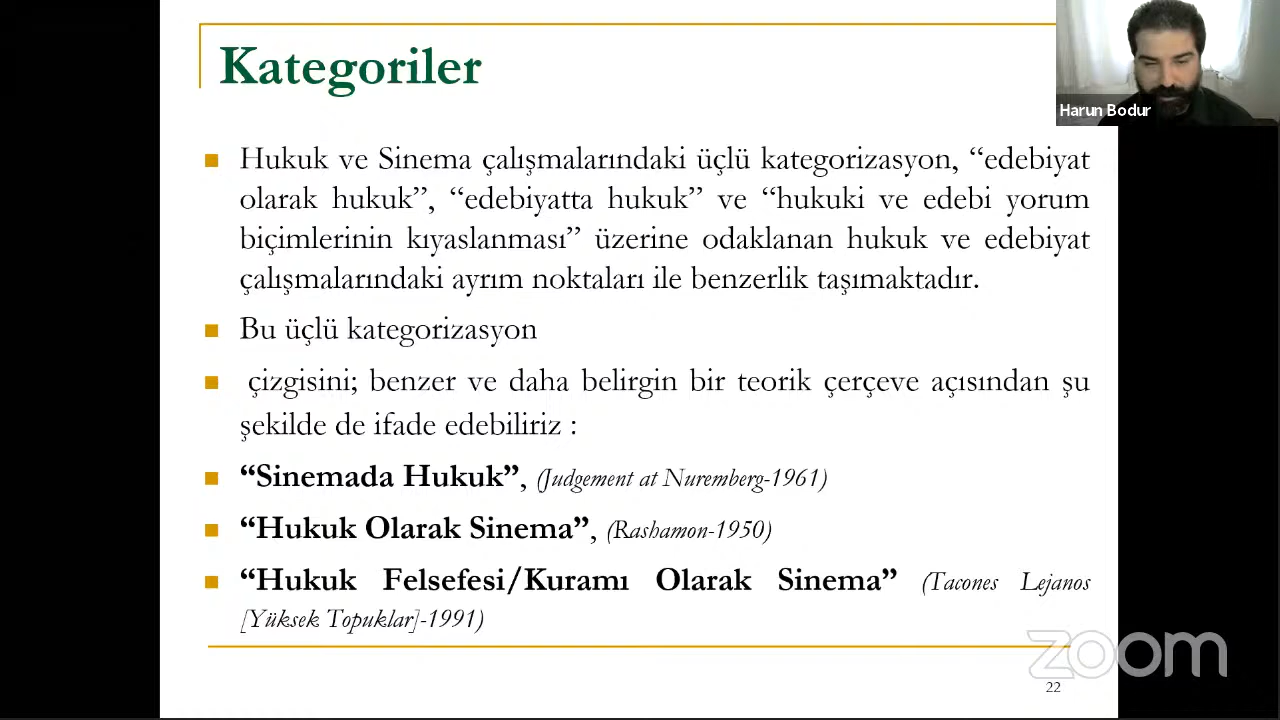 Kategoriler
Harun Bodur
Hukuk ve Sinema çalışmalarındaki üçlü kategorizasyon, “edebiyat
olarak hukuk”, “edebiyatta hukuk” ve “hukuki ve edebi yorum
biçimlerinin kıyaslanması” üzerine odaklanan hukuk ve edebiyat
çalışmalarındaki ayrım noktaları ile benzerlik taşımaktadır.
Bu üçlü kategorizasyon
çizgisini; benzer ve daha belirgin bir teorik çerçeve açısından şu
şekilde de ifade edebiliriz :
“Sinemada Hukuk”, (Judgement at Nuremberg-1961)
“Hukuk Olarak Sinema”, (Rashamon-1950)
“Hukuk Felsefesi/Kuramı Olarak Sinema” (Tacones Lejanos
[Yüksek Topuklar]-1991)
zoom
22